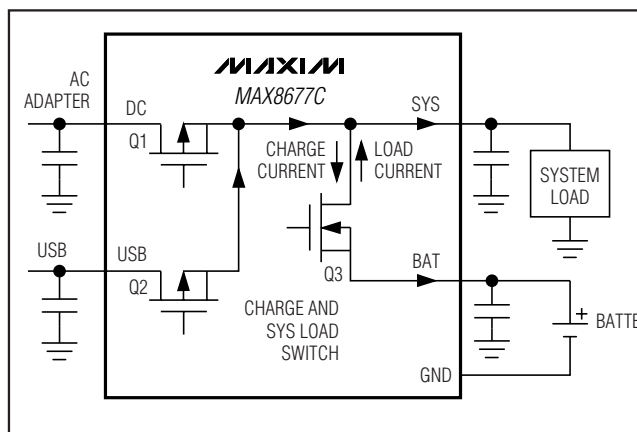 MAXIM
MAX8677C
AC
ADAPTER
DC
Q1
SYS
CHARGE
CURRENT
LOAD
CURRENT
SYSTEM
LOAD
USB
USB
Q2
Q3
BAT
CHARGE AND
SYS LOAD
SWITCH
+
BATTE
GND